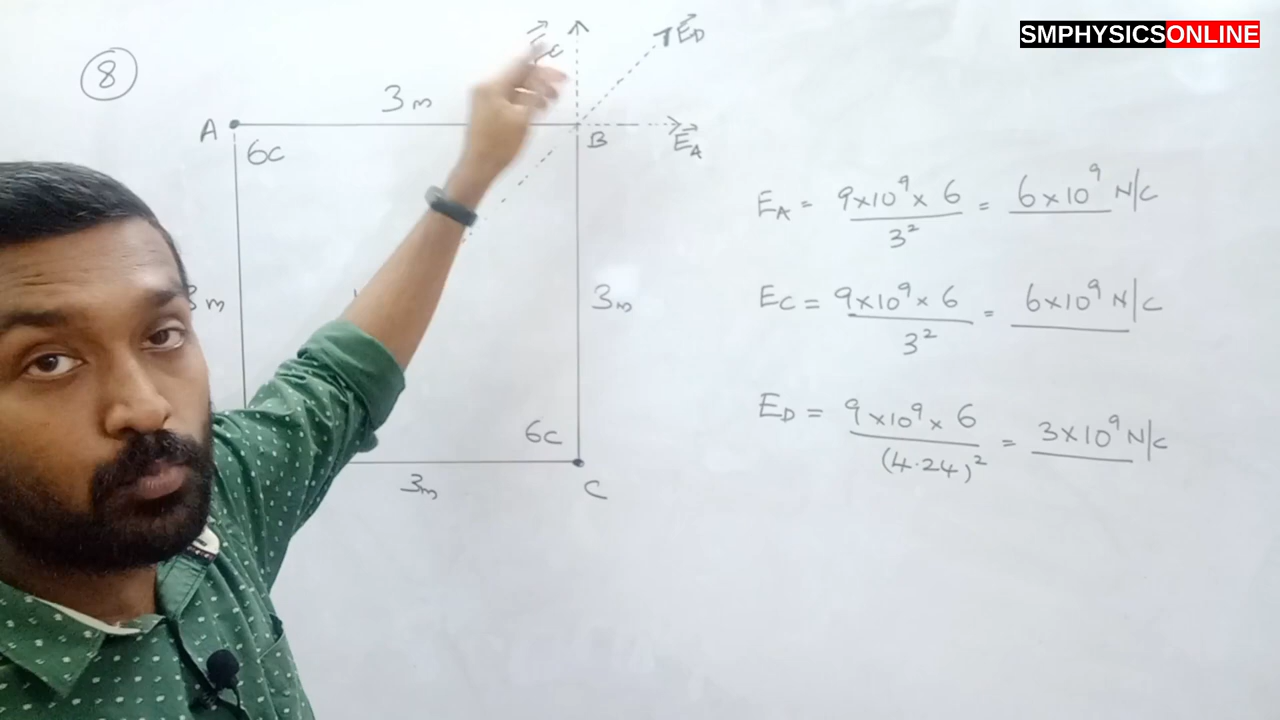 SMPHYSICSONLINE
8
E_D
3m
A
B
E_A
6C
E_A = 9×10^9 × 6 / 3^2 = 6×10^9 N/C
3m
E_C = 9×10^9 × 6 / 3^2 = 6×10^9 N/C
E_D = 9×10^9 × 6 / (4.24)^2 = 3×10^9 N/C
6C
3m
C